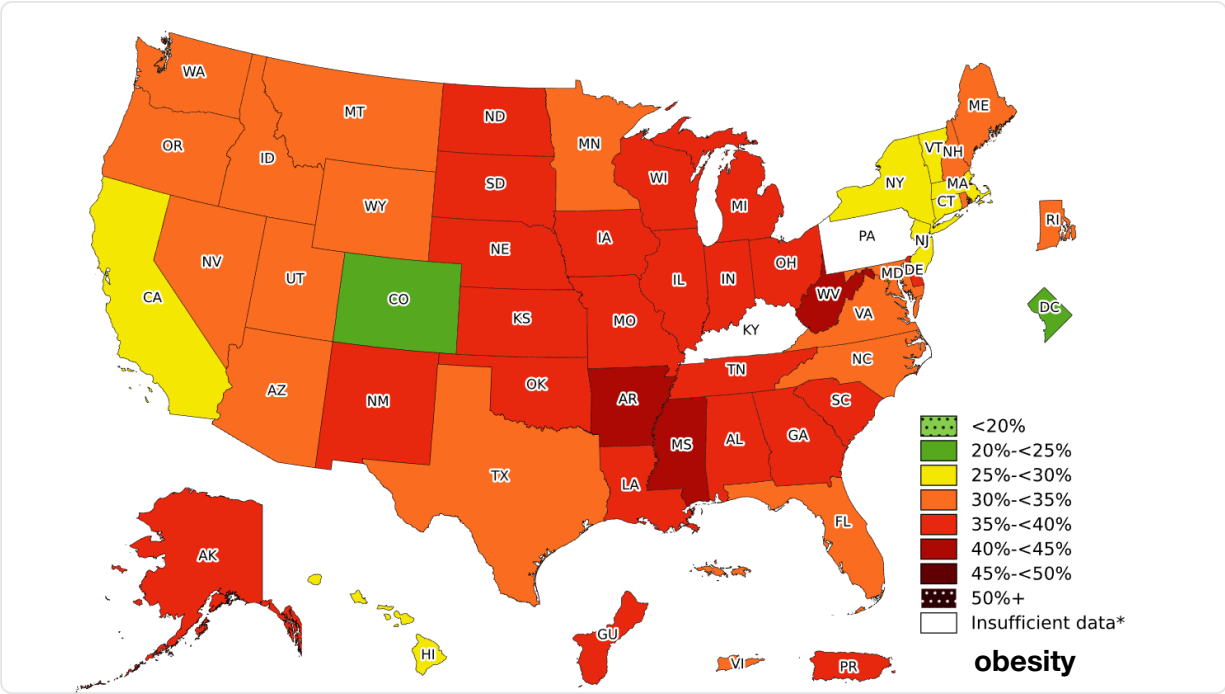 WA
MT
ND
MN
ME
OR
ID
SD
WI
VT
NH
WY
MI
NY
MA
CT
RI
NE
IA
PA
NJ
NV
UT
CO
IL
IN
OH
MD
DE
CA
KS
MO
WV
VA
DC
KY
AZ
NM
OK
AR
TN
NC
SC
TX
LA
MS
AL
GA
FL
AK
HI
GU
VI
PR
<20%
20%-<25%
25%-<30%
30%-<35%
35%-<40%
40%-<45%
45%-<50%
50%+
Insufficient data*
obesity